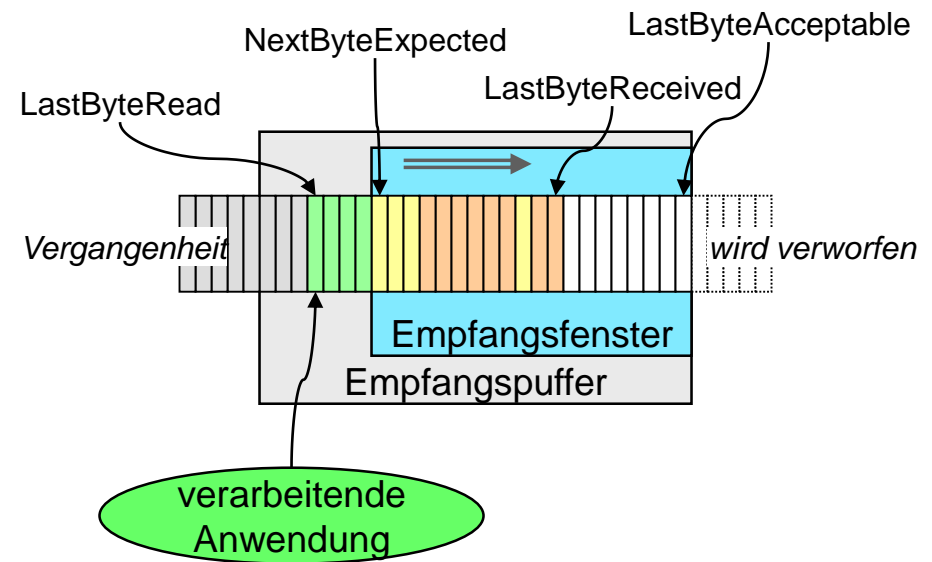 LastByteAcceptable
NextByteExpected
LastByteReceived
LastByteRead
Vergangenheit
wird verworfen
Empfangsfenster
Empfangspuffer
verarbeitende
Anwendung